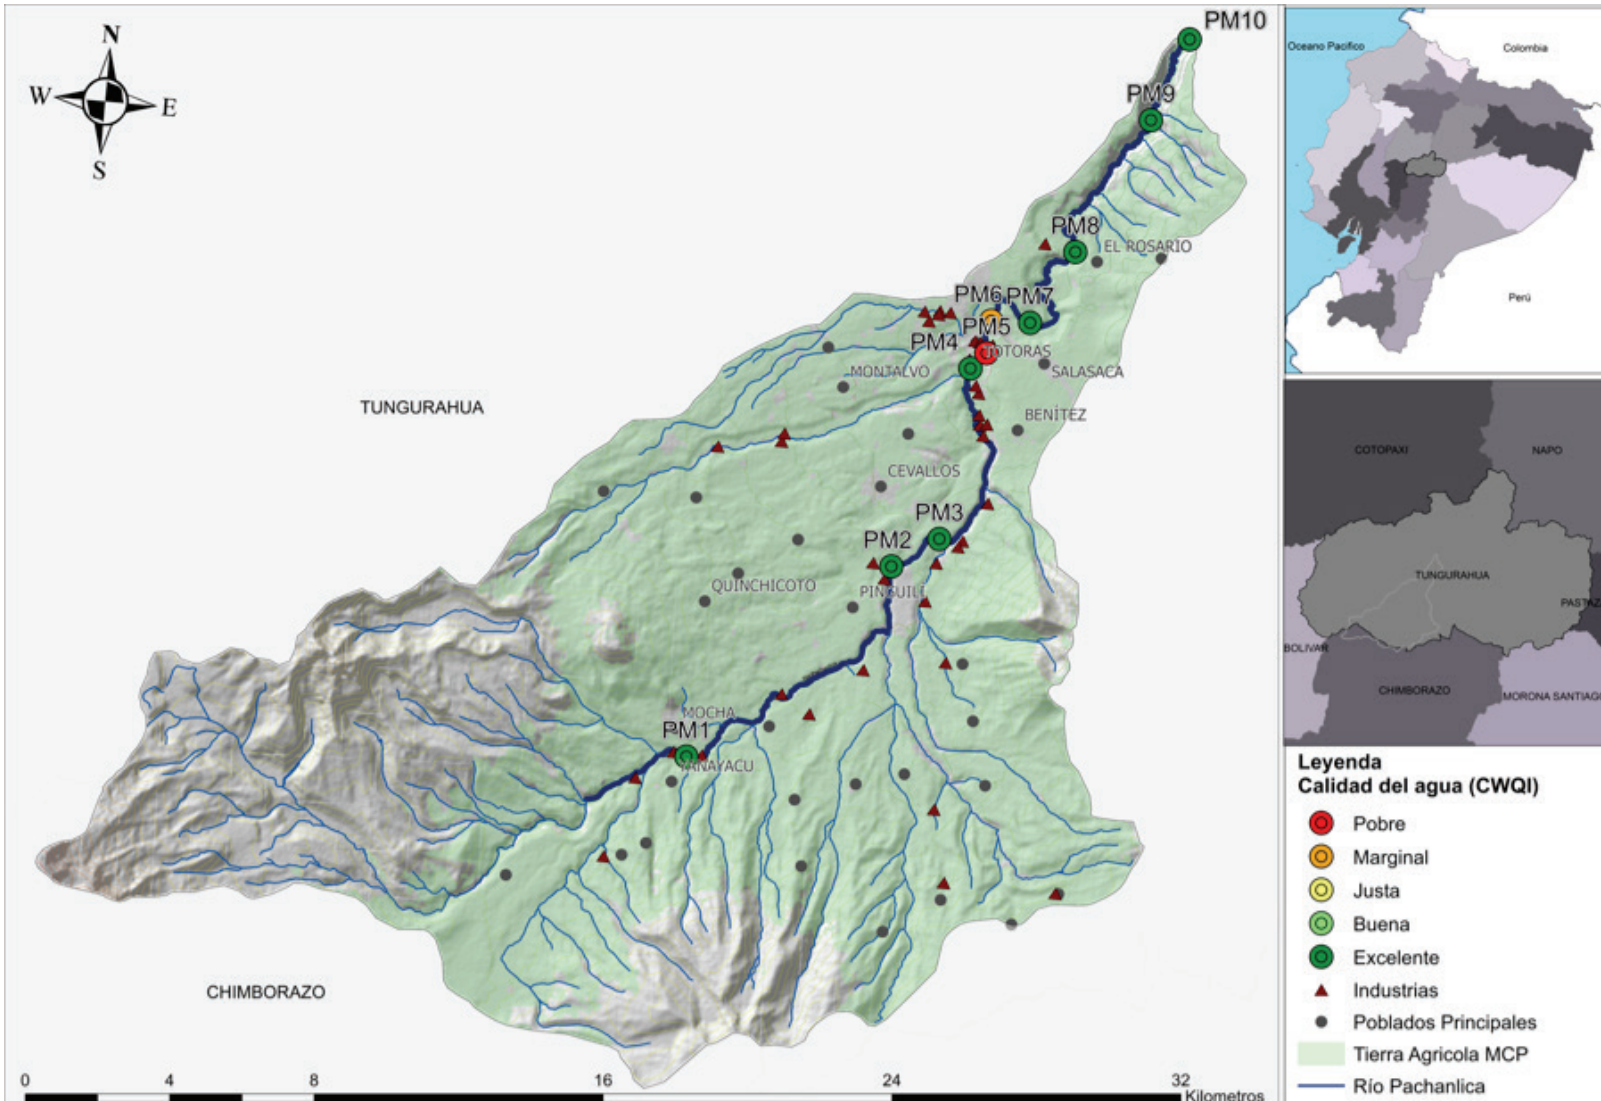 N
W
E
S
PM10
PM9
PM8
EL ROSARIO
PM6
PM7
PM5
PM4
TOTORAS
MONTALVO
SALASACA
TUNGURAHUA
BENÍTEZ
CEVALLOS
PM3
PM2
QUINCHICOTO
PINGUILÍ
MOCHA
PM1
YANAYACU
CHIMBORAZO
0 4 8 16 24 32
Kilometros
Oceano Pacifico
Colombia
Perú
COTOPAXI
NAPO
TUNGURAHUA
PASTAZ
BOLIVAR
CHIMBORAZO
MORONA SANTIAGO
Leyenda
Calidad del agua (CWQI)
Pobre
Marginal
Justa
Buena
Excelente
Industrias
Poblados Principales
Tierra Agricola MCP
Río Pachanlica